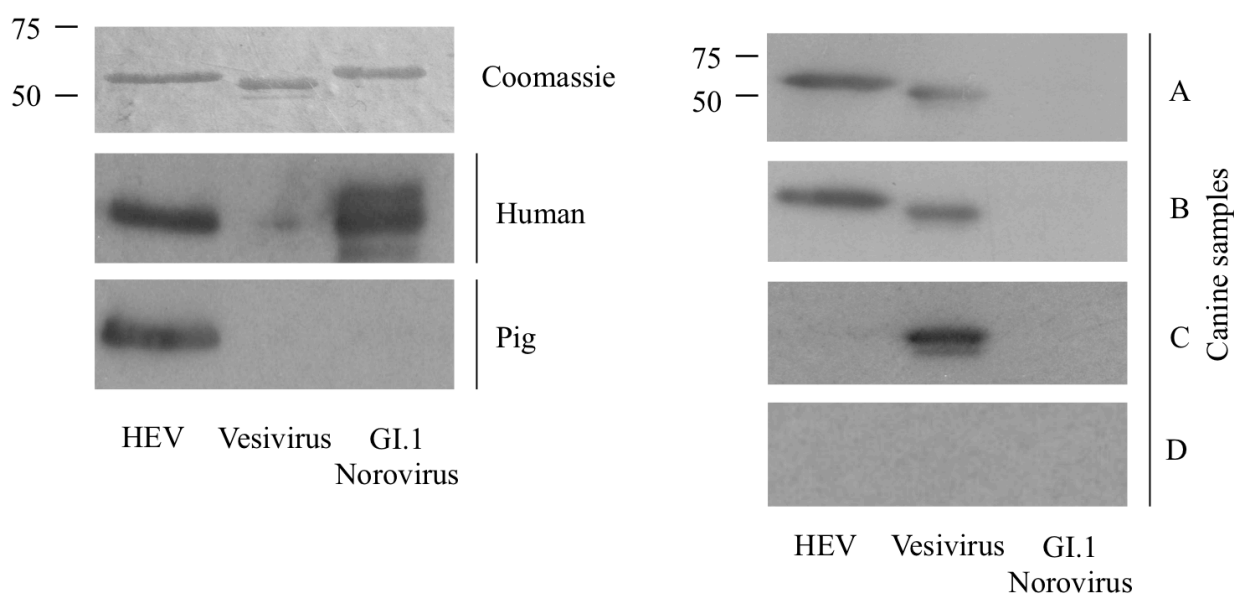 75
50
Coomassie
Human
Pig
HEV Vesivirus GI.1
Norovirus
75
50
A
B
C
D
Canine samples
HEV Vesivirus GI.1
Norovirus